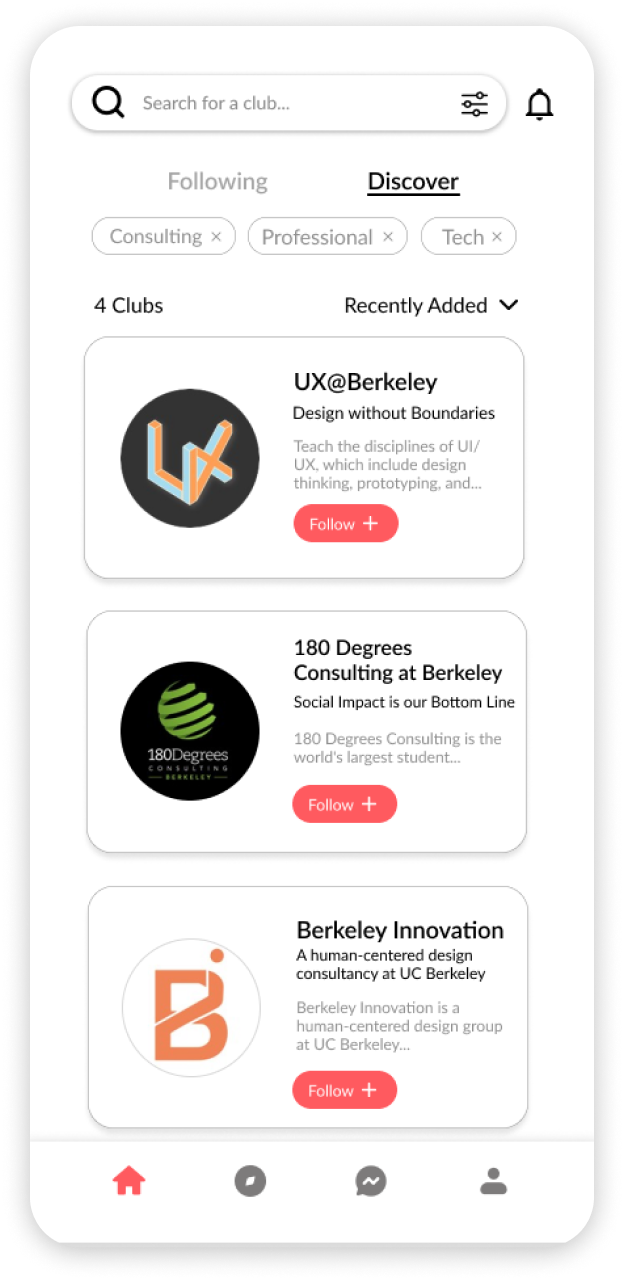 Search for a club...
Following Discover
Consulting × Professional × Tech ×
4 Clubs Recently Added
UX
UX@Berkeley
Design without Boundaries
Teach the disciplines of UI/
UX, which include design
thinking, prototyping, and...
Follow +
180Degrees
CONSULTING
BERKELEY
180 Degrees
Consulting at Berkeley
Social Impact is our Bottom Line
180 Degrees Consulting is the
world's largest student...
Follow +
Berkeley Innovation
A human-centered design
consultancy at UC Berkeley
Berkeley Innovation is a
human-centered design group
at UC Berkeley...
Follow +